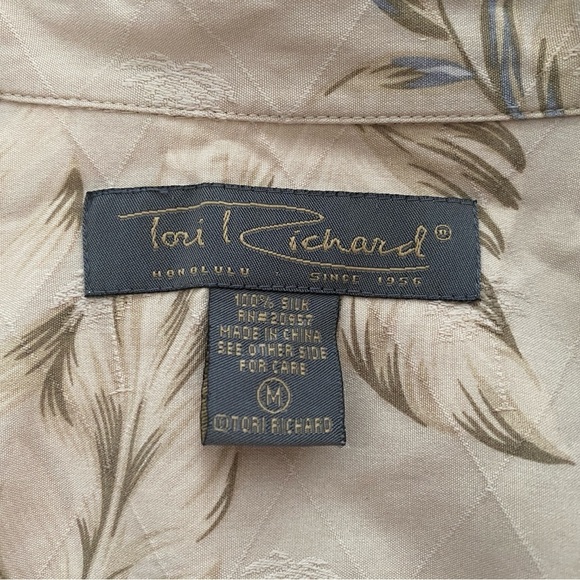 Tori Richard®
HONOLULU · SINCE 1956
100% SILK
RN#20957
MADE IN CHINA
SEE OTHER SIDE
FOR CARE
M
©TORI RICHARD